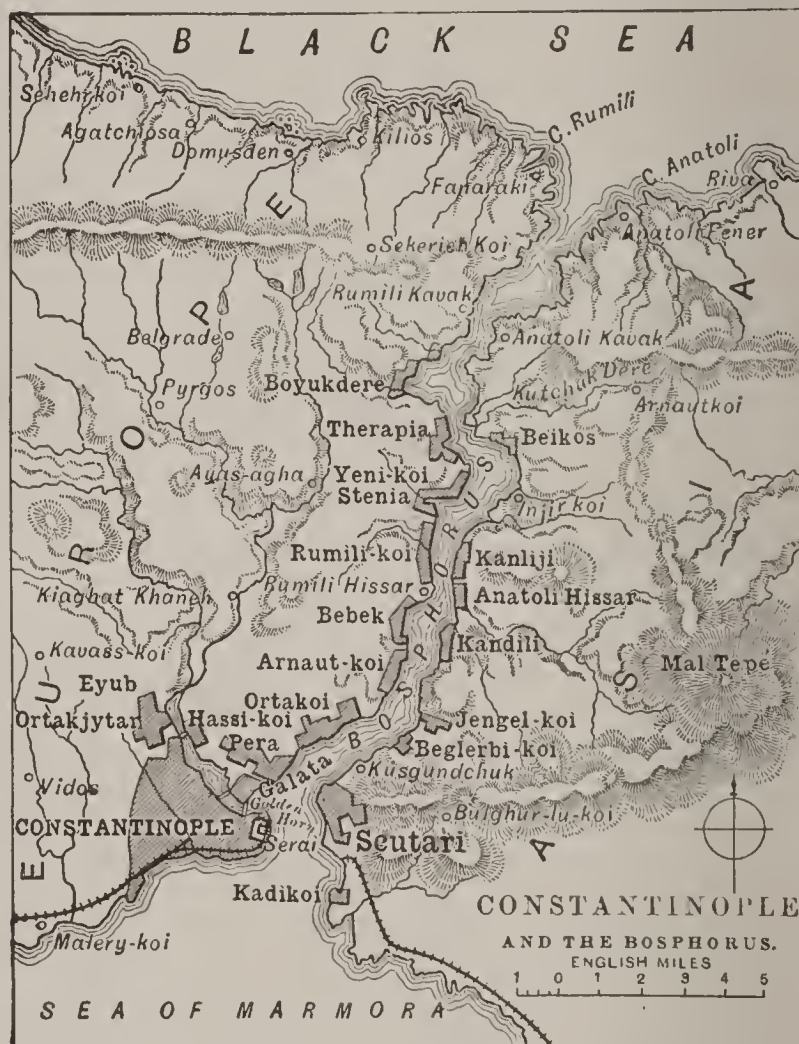 BLACK SEA
Sehehrkoi
Agatchlosa
Domusden
Kilios
C. Rumili
C. Anatoli
Riva
Fanaraki
Anatoli Fener
Sekerieh Koi
Rumili Kavak
Belgrade
Anatoli Kavak
Boyukdere
Kutchuk Dere
Pyrgos
Arnautkoi
Therapia
Beikos
Ayas-agha
Yeni-koi
Stenia
Injirkoi
Rumili-koi
Kanliji
Rumili Hissar
Kiaghat Khaneh
Anatoli Hissar
Bebek
Kavass-koi
Arnaut-koi
Kandili
Mal Tepe
Eyub
Ortakjytar
Hassi-koi
Ortakoi
Jengel-koi
Pera
Beglerbi-koi
Galata
BOSPHORUS
Kusgundchuk
Vidos
Golden Horn
Bulghur-lu-koi
CONSTANTINOPLE
Serai
Scutari
EUROPE
ASIA
Kadikoi
Malery-koi
CONSTANTINOPLE
AND THE BOSPHORUS.
ENGLISH MILES
1 0 1 2 3 4 5
SEA OF MARMORA